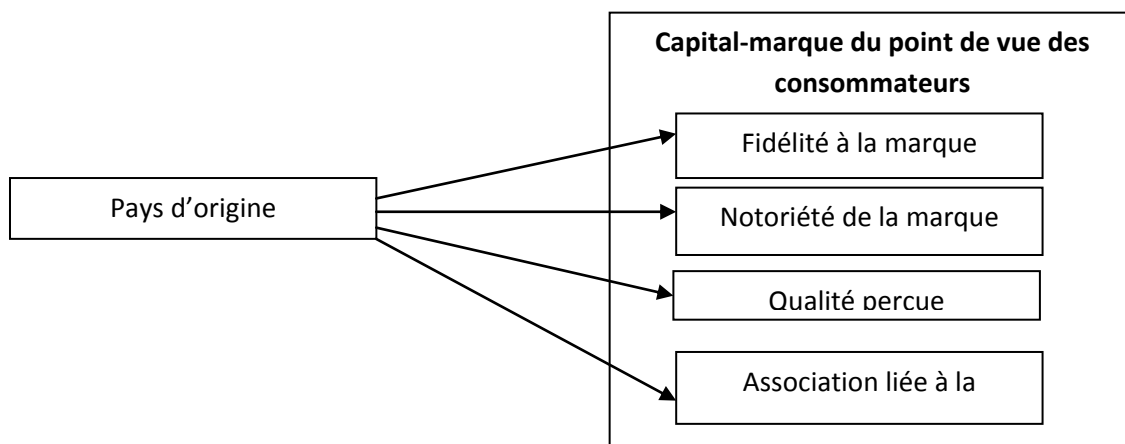 Capital-marque du point de vue des
consommateurs
Fidélité à la marque
Pays d’origine
Notoriété de la marque
Qualité perçue
Association liée à la